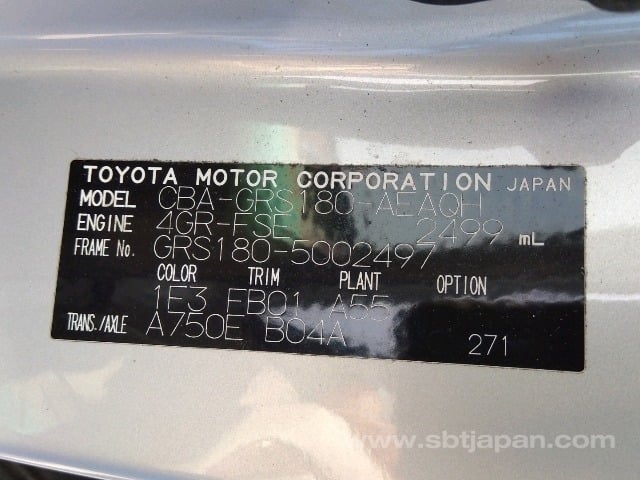 TOYOTA MOTOR CORPORATION JAPAN
MODEL CBA-GRS180-AEAQH
ENGINE 4GR-FSE 2499 mL
FRAME No. GRS180-5002497
COLOR TRIM PLANT OPTION
1E3 FB01 A55
TRANS./AXLE A750E B04A
271
www.sbtjapan.com